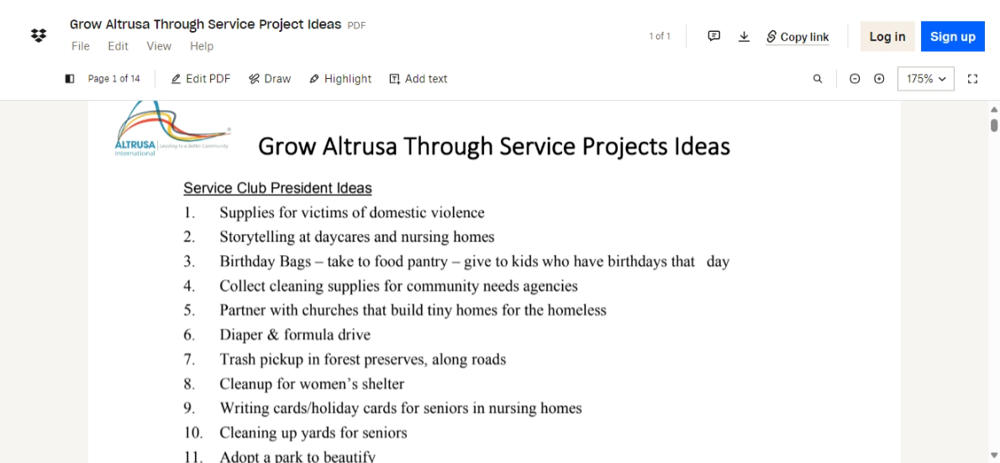 Grow Altrusa Through Service Project Ideas PDF
File Edit View Help
1 of 1
Copy link
Log in
Sign up
Page 1 of 14
Edit PDF
Draw
Highlight
Add text
175%
ALTRUSA
International
Leading to a Better Community
®
Grow Altrusa Through Service Projects Ideas
Service Club President Ideas
1. Supplies for victims of domestic violence
2. Storytelling at daycares and nursing homes
3. Birthday Bags – take to food pantry – give to kids who have birthdays that day
4. Collect cleaning supplies for community needs agencies
5. Partner with churches that build tiny homes for the homeless
6. Diaper & formula drive
7. Trash pickup in forest preserves, along roads
8. Cleanup for women’s shelter
9. Writing cards/holiday cards for seniors in nursing homes
10. Cleaning up yards for seniors
11. Adopt a park to beautify